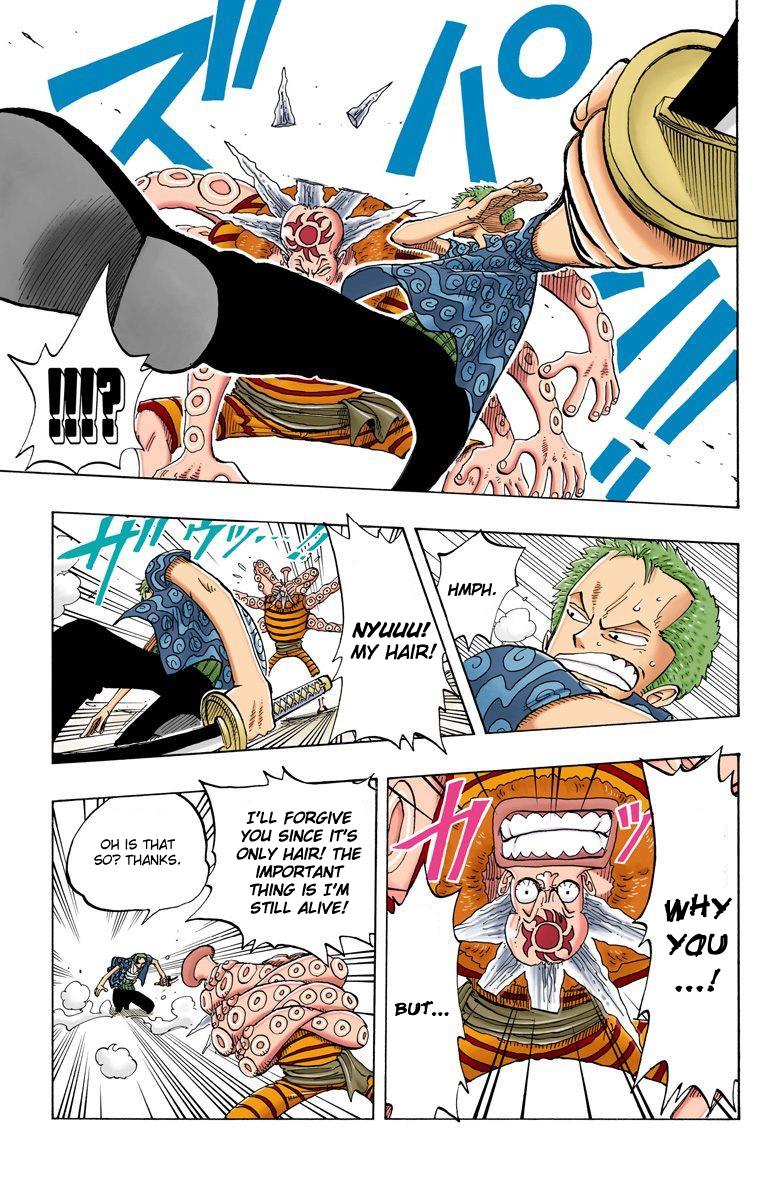 ズパ
!!!!?
HMPH.
NYUUU!
MY HAIR!
ザウッ…!!
WHY
YOU
...!
カッ
BUT...
I'LL FORGIVE
YOU SINCE IT'S
ONLY HAIR! THE
IMPORTANT
THING IS I'M
STILL ALIVE!
OH IS THAT
SO? THANKS.